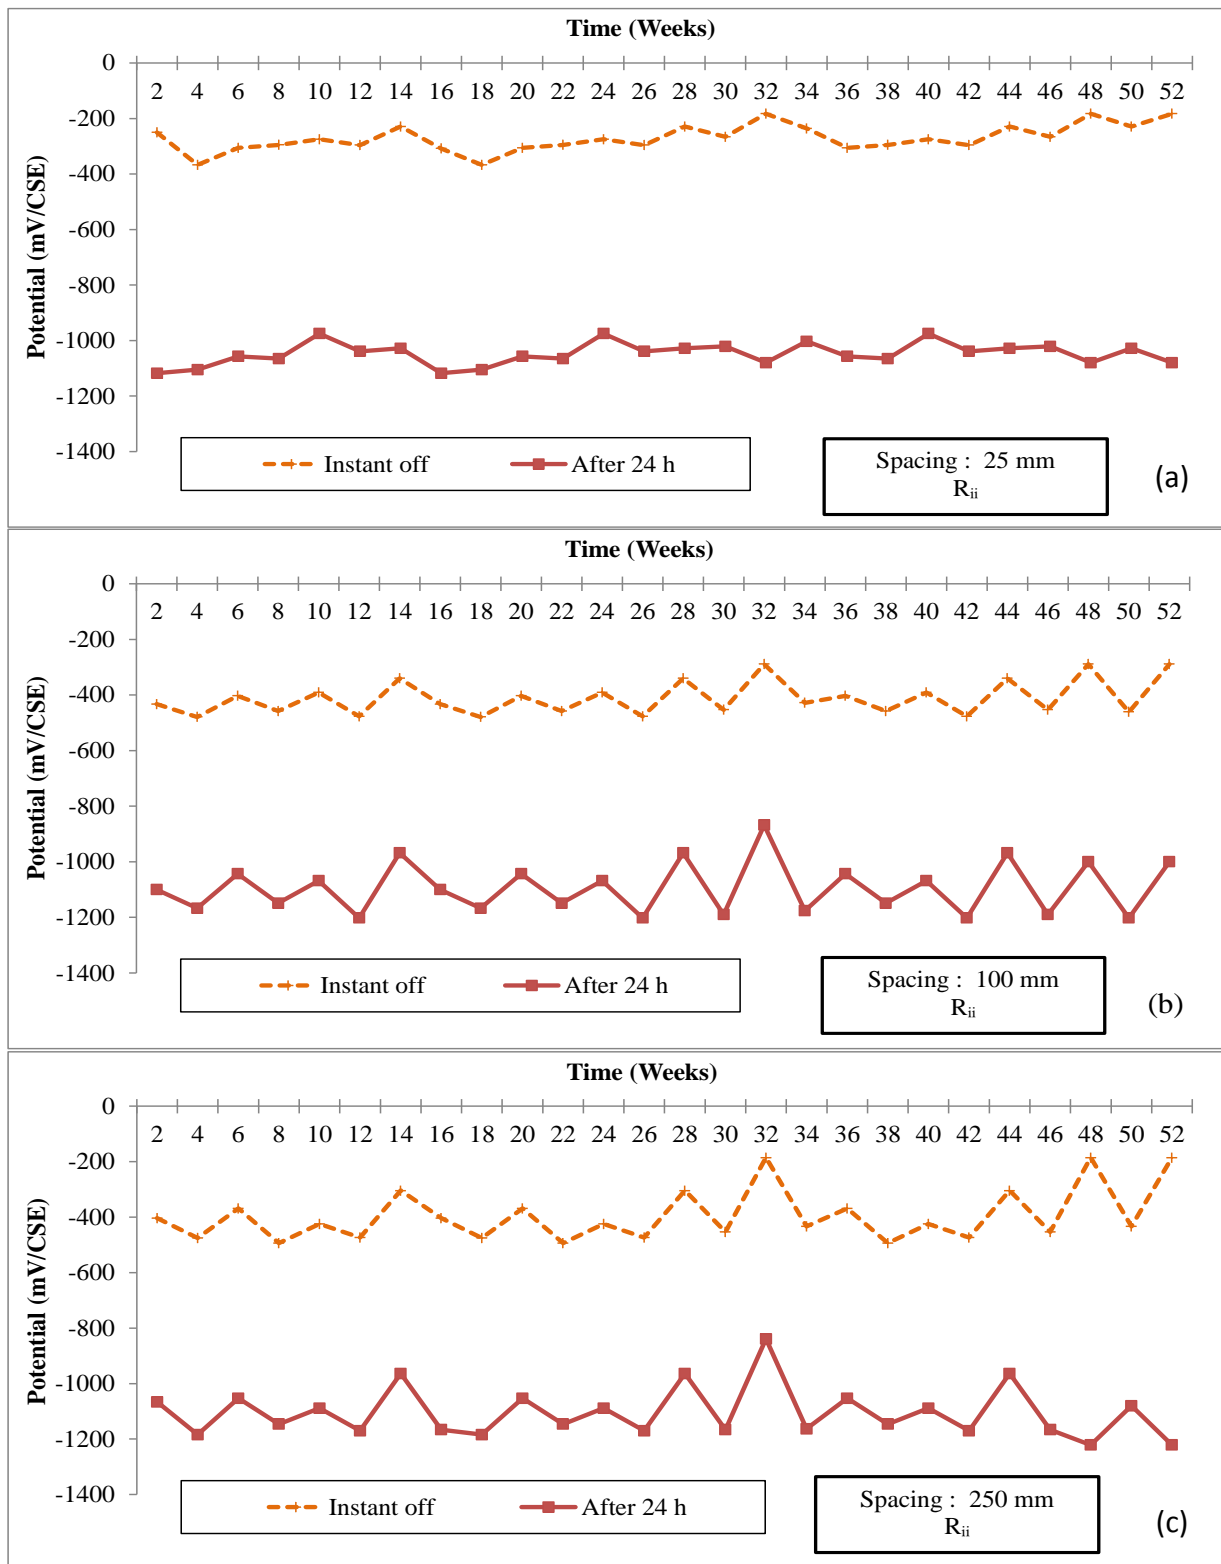 Time (Weeks)
0
2 4 6 8 10 12 14 16 18 20 22 24 26 28 30 32 34 36 38 40 42 44 46 48 50 52
-200
-400
-600
-800
-1000
-1200
-1400
Potential (mV/CSE)
Instant off After 24 h
Spacing : 25 mm
Rii
(a)
Time (Weeks)
0
2 4 6 8 10 12 14 16 18 20 22 24 26 28 30 32 34 36 38 40 42 44 46 48 50 52
-200
-400
-600
-800
-1000
-1200
-1400
Potential (mV/CSE)
Instant off After 24 h
Spacing : 100 mm
Rii
(b)
Time (Weeks)
0
2 4 6 8 10 12 14 16 18 20 22 24 26 28 30 32 34 36 38 40 42 44 46 48 50 52
-200
-400
-600
-800
-1000
-1200
-1400
Potential (mV/CSE)
Instant off After 24 h
Spacing : 250 mm
Rii
(c)